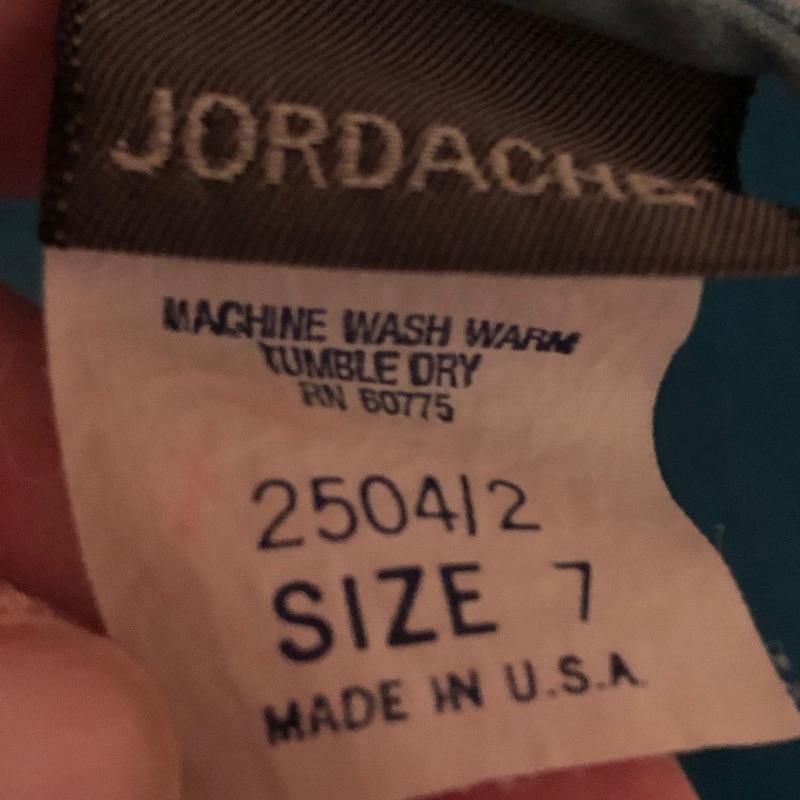 JORDACHE
MACHINE WASH WARM
TUMBLE DRY
RN 60775
250412
SIZE 7
MADE IN U.S.A.